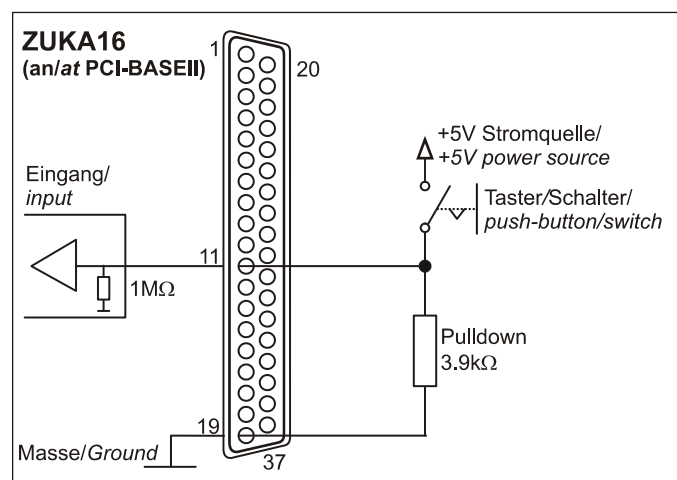 ZUKA16
(an/at PCI-BASEII)
1
20
+5V Stromquelle/
+5V power source
Eingang/
input
Taster/Schalter/
push-button/switch
11
1MΩ
Pulldown
3.9kΩ
19
Masse/Ground
37